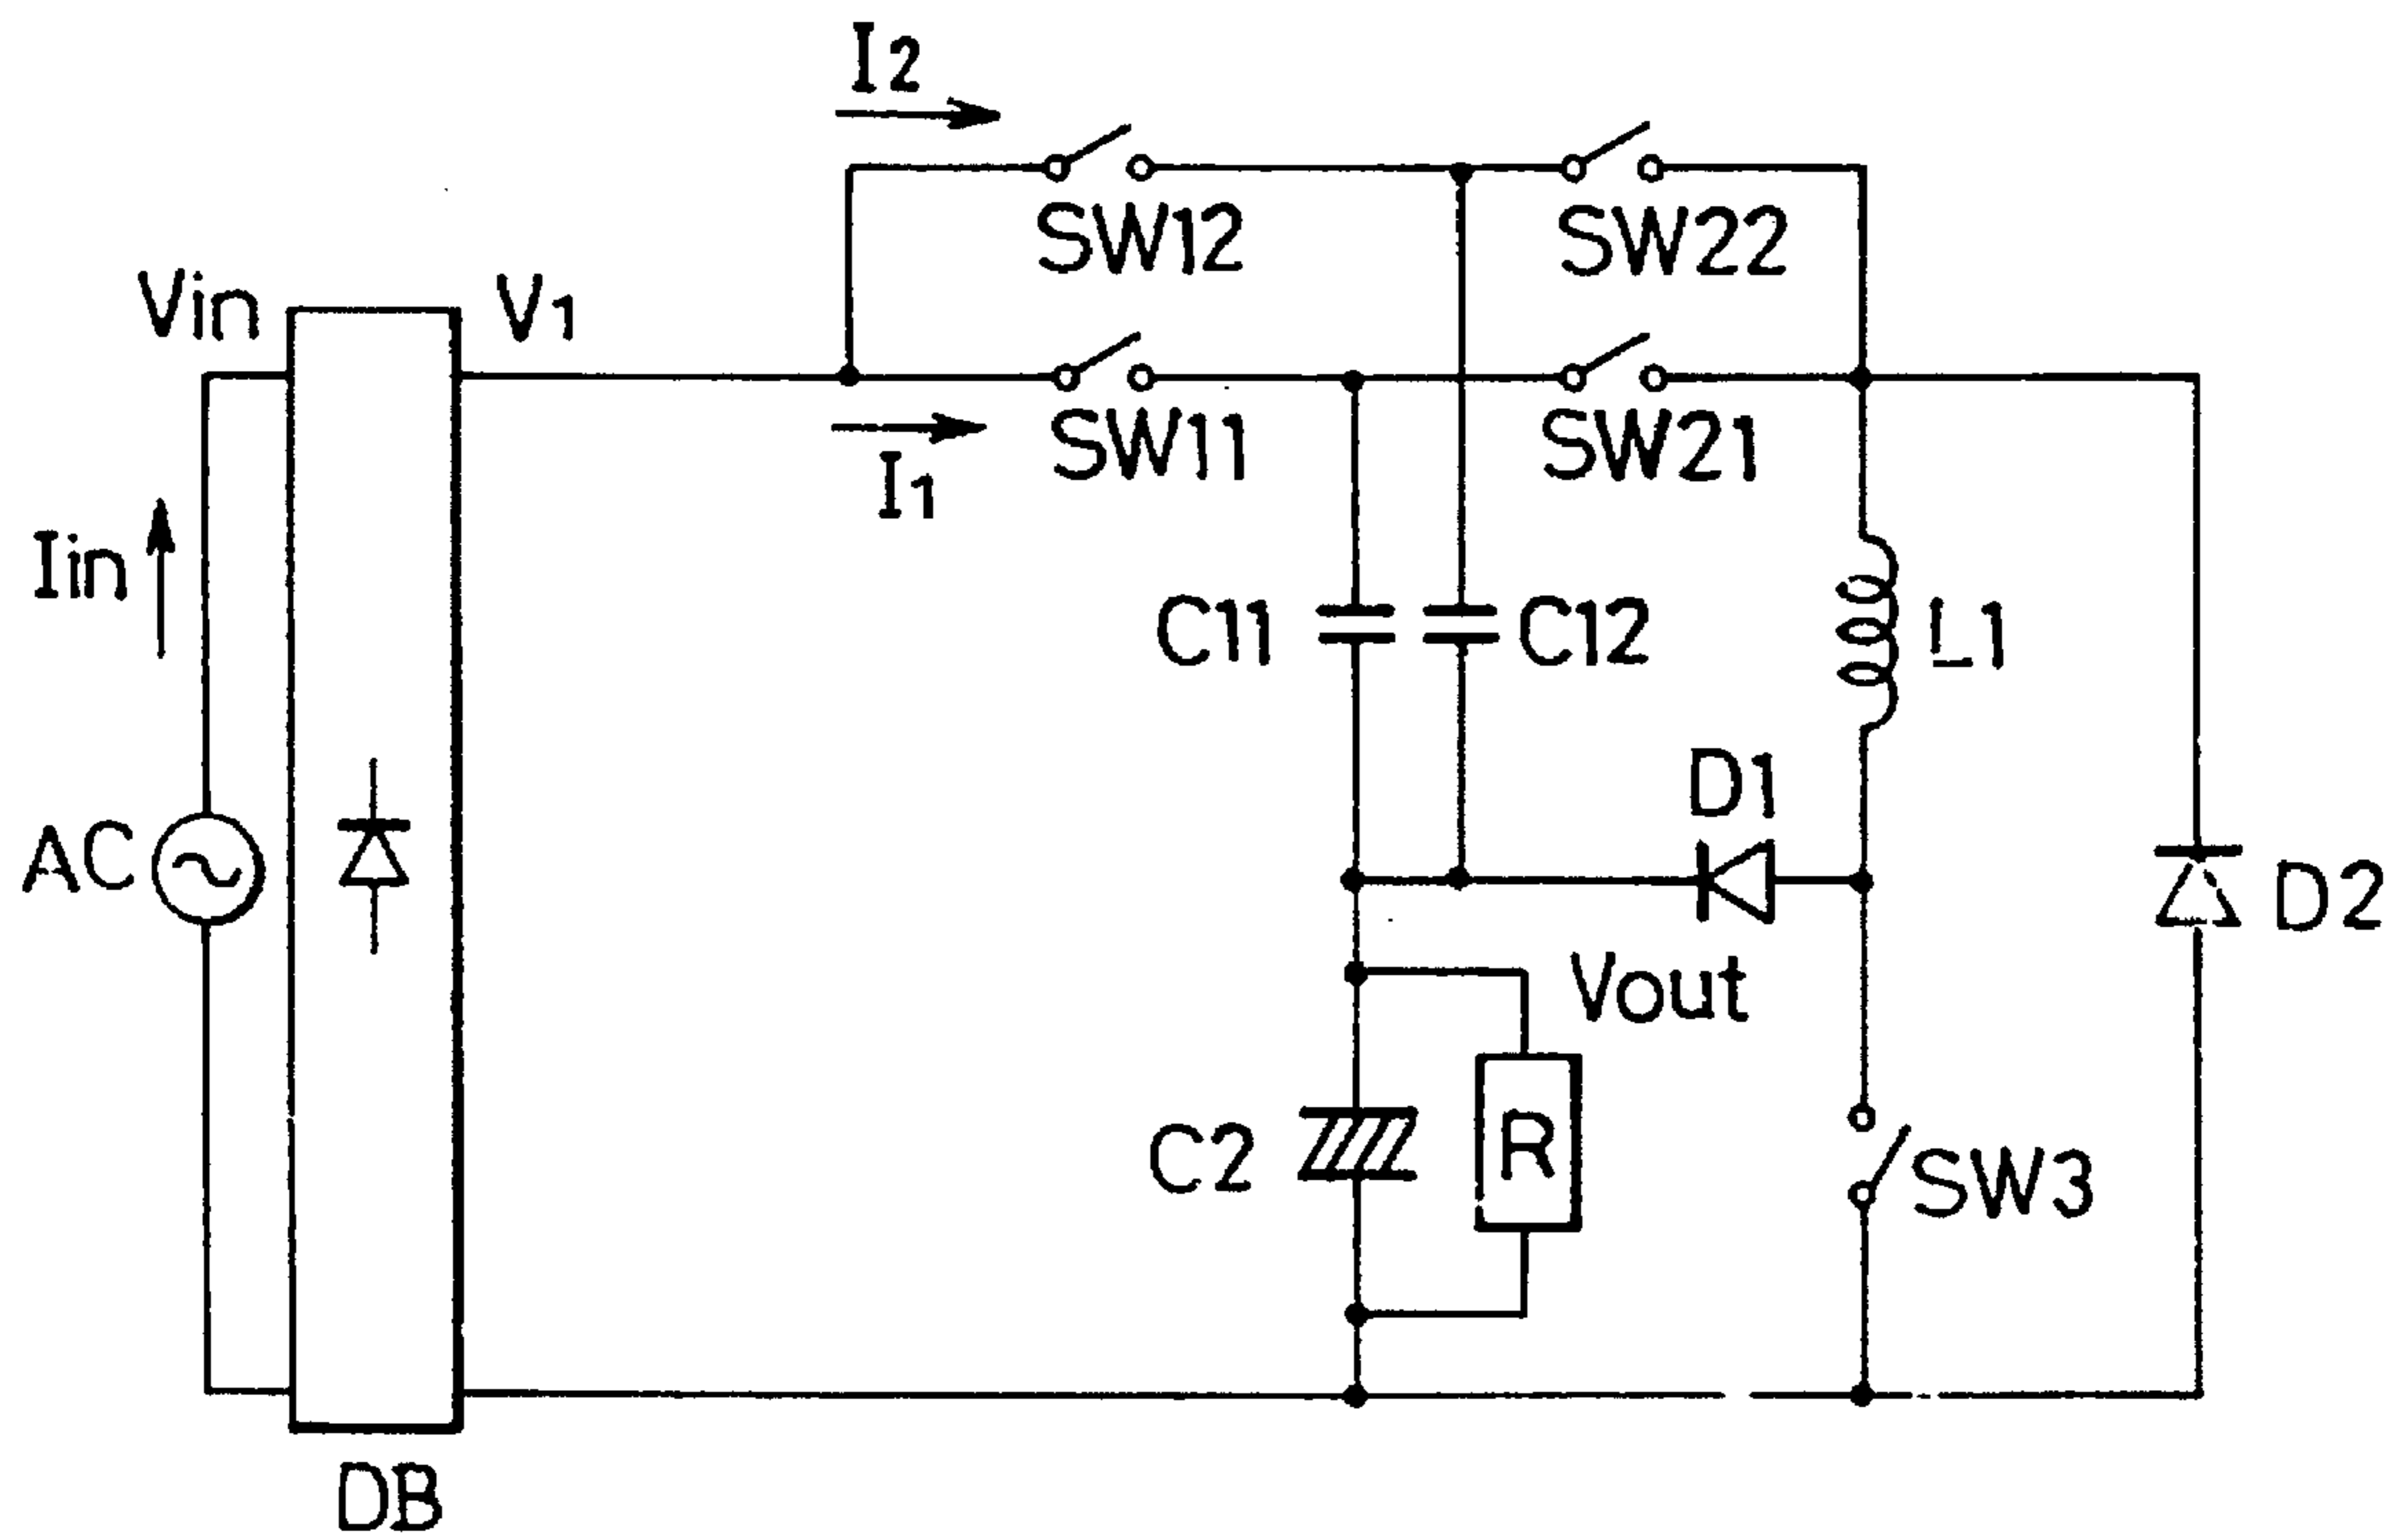 I2
SW12
SW22
Vin
V1
SW11
SW21
I1
Iin
C11
C12
L1
D1
AC
D2
Vout
C2
R
SW3
DB